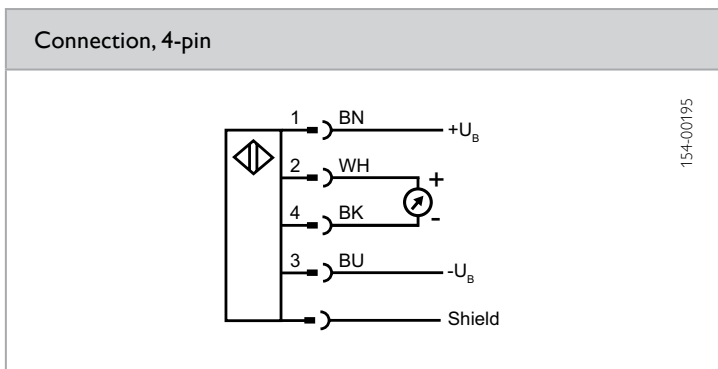 Connection, 4-pin
1 BN +U_B
2 WH +
4 BK -
3 BU -U_B
Shield
154-00195